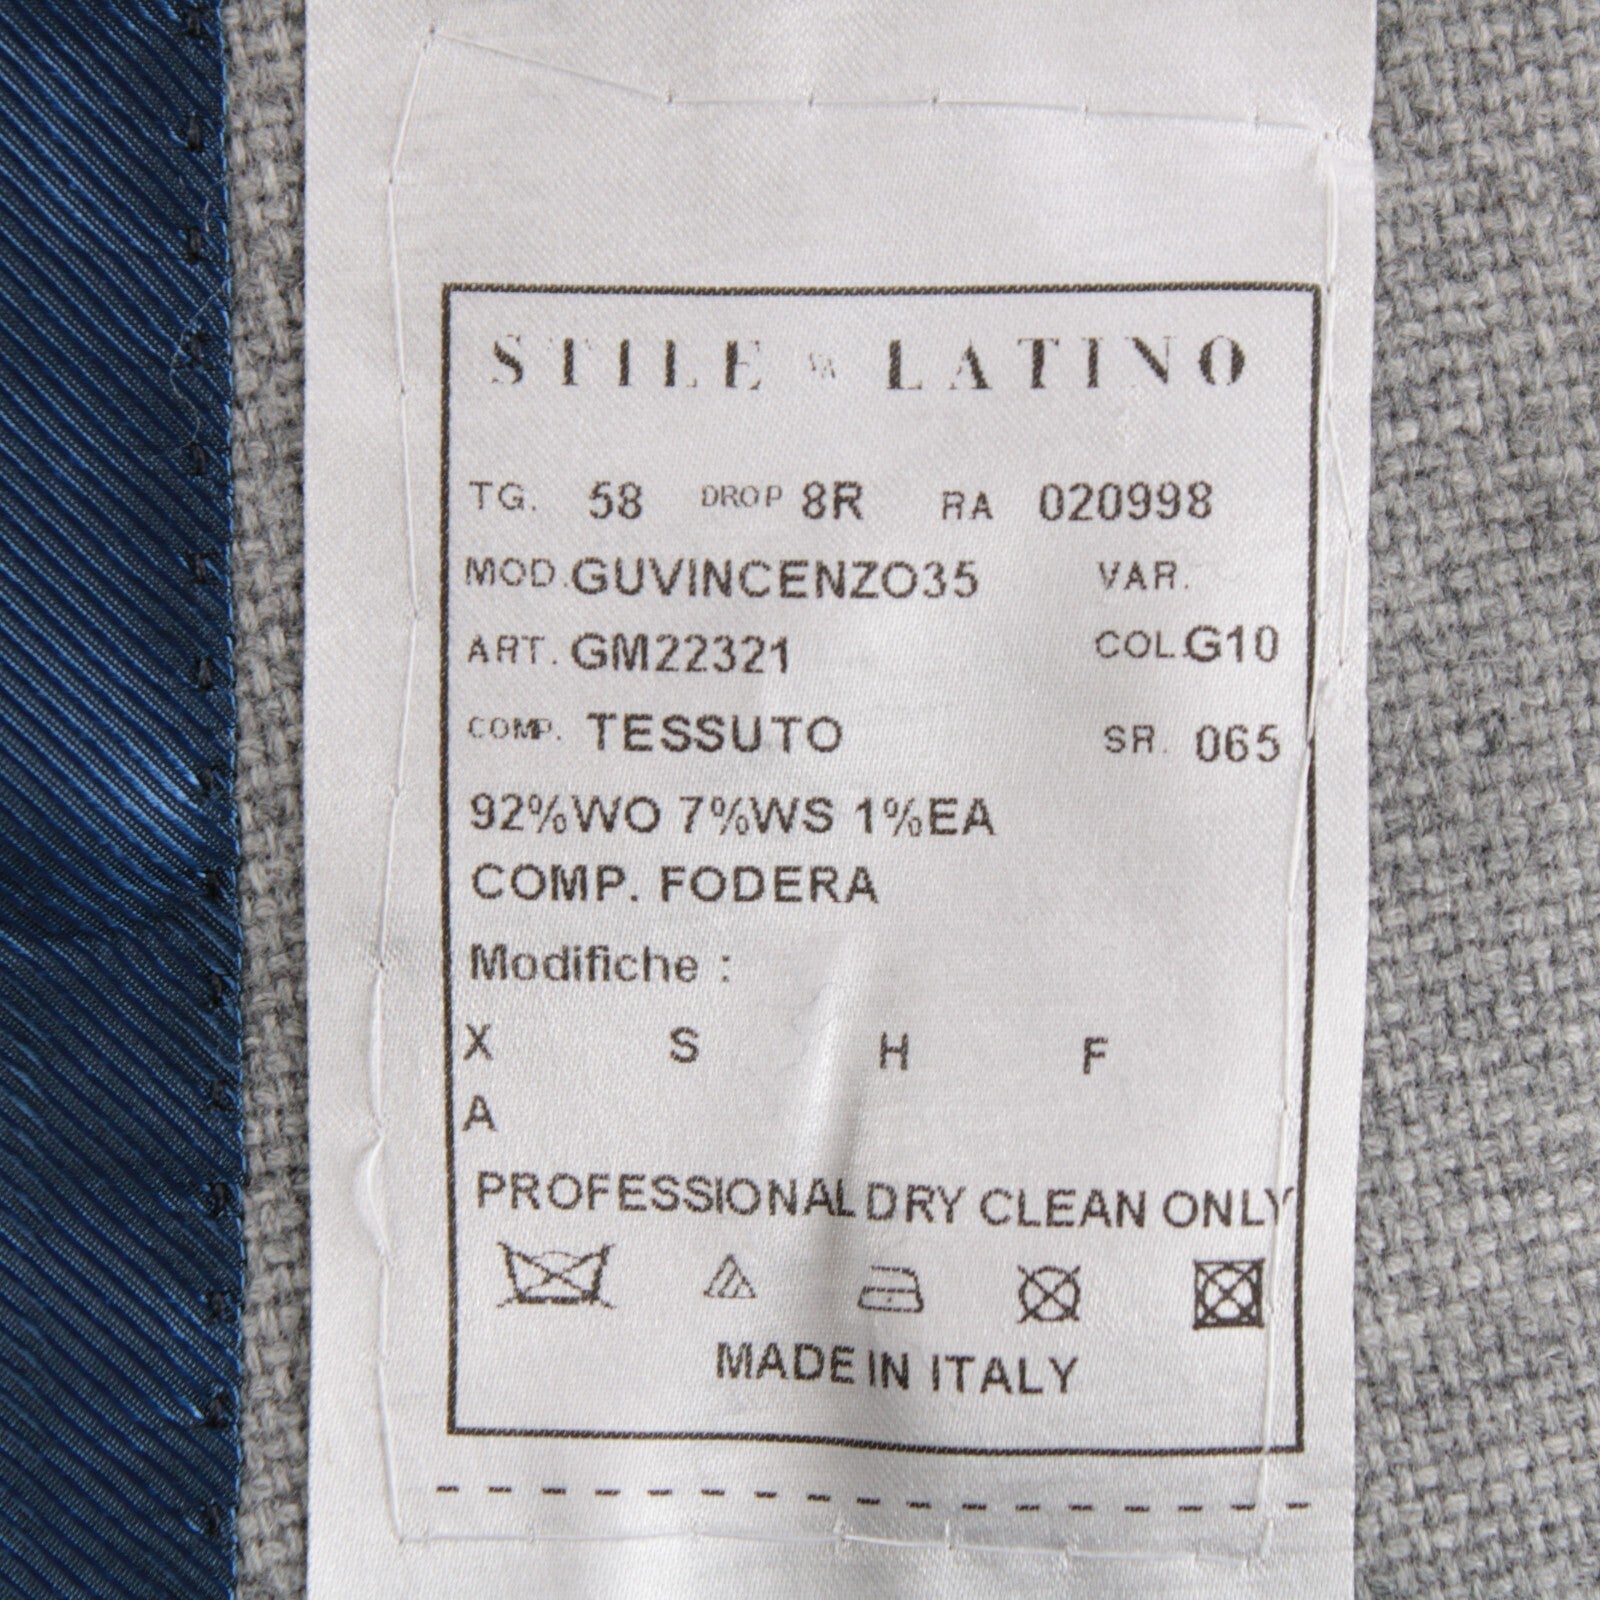 STILE LATINO
TG. 58 DROP 8R RA 020998
MOD.GUVINCENZO35 VAR.
ART. GM22321 COL.G10
COMP. TESSUTO SR. 065
92%WO 7%WS 1%EA
COMP. FODERA
Modifiche :
X S H F
A
PROFESSIONAL DRY CLEAN ONLY
MADE IN ITALY